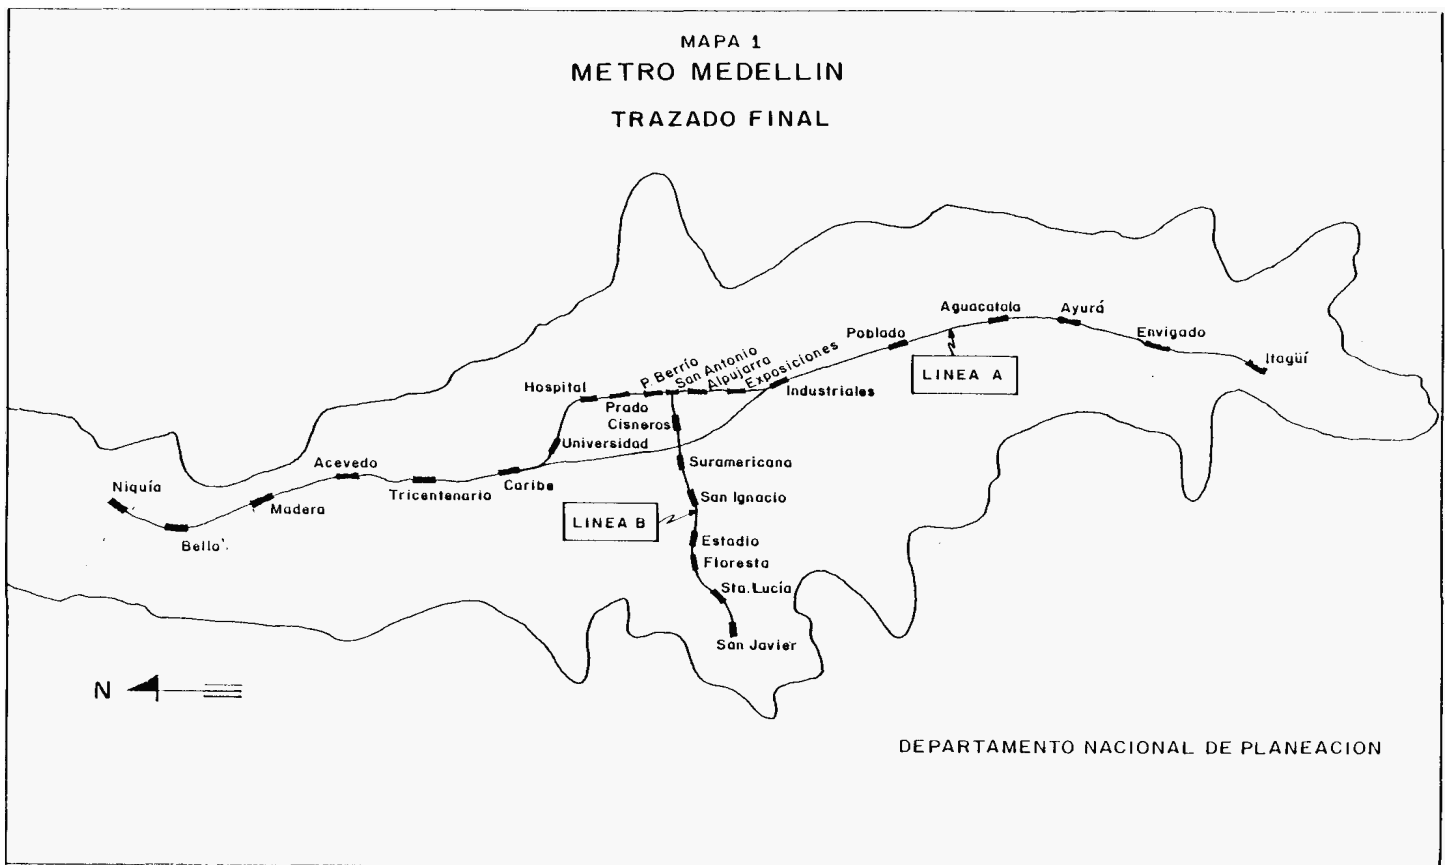 MAPA 1
METRO MEDELLIN
TRAZADO FINAL
Aguacatala
Ayurá
Envigado
Itagüí
Poblado
LINEA A
P. Berrío
San Antonio
Alpujarra
Exposiciones
Industriales
Hospital
Prado
Cisneros
Universidad
Suramericana
San Ignacio
LINEA B
Estadio
Floresta
Sta. Lucía
San Javier
Niquía
Bello
Madera
Acevedo
Tricentenario
Caribe
N
DEPARTAMENTO NACIONAL DE PLANEACION